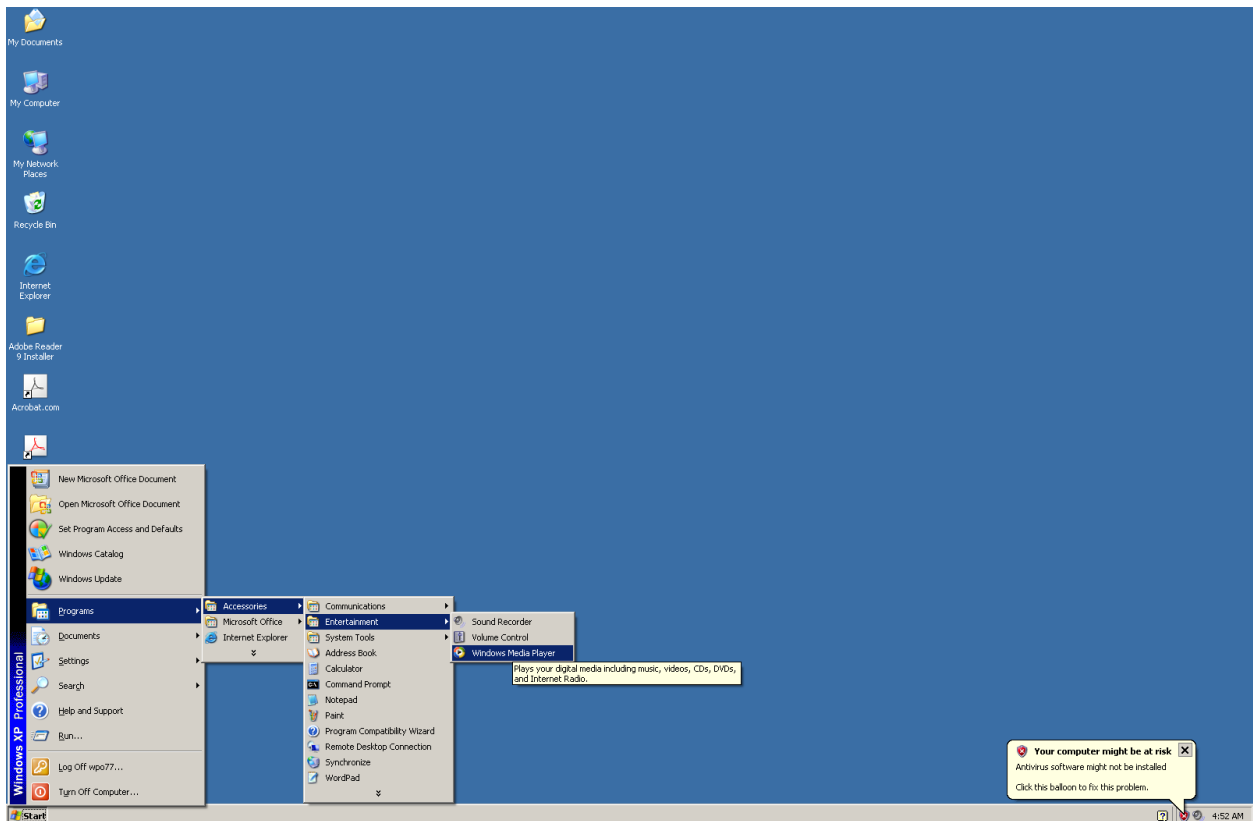 My Documents
My Computer
My Network
Places
Recycle Bin
Internet
Explorer
Adobe Reader
9 Installer
Acrobat.com
Windows XP Professional
New Microsoft Office Document
Open Microsoft Office Document
Set Program Access and Defaults
Windows Catalog
Windows Update
Programs
Documents
Settings
Search
Help and Support
Run...
Log Off wpo77...
Turn Off Computer...
Accessories
Microsoft Office
Internet Explorer
Communications
Entertainment
System Tools
Address Book
Calculator
Command Prompt
Notepad
Paint
Program Compatibility Wizard
Remote Desktop Connection
Synchronize
WordPad
Sound Recorder
Volume Control
Windows Media Player
Plays your digital media including music, videos, CDs, DVDs,
and Internet Radio.
Your computer might be at risk
Antivirus software might not be installed
Click this balloon to fix this problem.
Start
4:52 AM